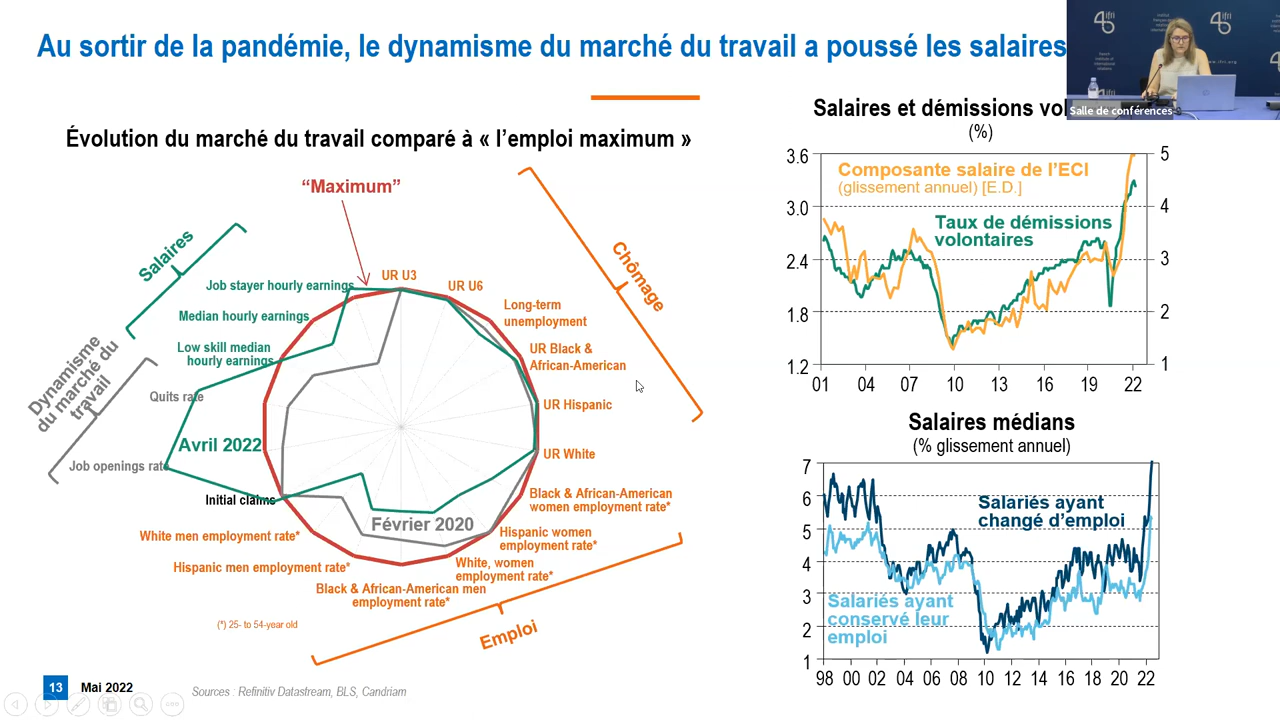 Au sortir de la pandémie, le dynamisme du marché du travail a poussé les salaires
ifri
ifri
Salle de conférences
Évolution du marché du travail comparé à « l'emploi maximum »
“Maximum”
Salaires
Dynamisme
du marché du
travail
Chômage
Emploi
UR U3
UR U6
Long-term
unemployment
UR Black &
African-American
UR Hispanic
UR White
Black & African-American
women employment rate*
Hispanic women
employment rate*
White, women
employment rate*
Black & African-American men
employment rate*
Hispanic men employment rate*
White men employment rate*
Initial claims
Job openings rate
Quits rate
Low skill median
hourly earnings
Median hourly earnings
Job stayer hourly earnings
Avril 2022
Février 2020
(*) 25- to 54-year old
Salaires et démissions
(%)
Composante salaire de l'ECI
(glissement annuel) [E.D.]
Taux de démissions
volontaires
3.6
3.0
2.4
1.8
1.2
5
4
3
2
1
01 04 07 10 13 16 19 22
Salaires médians
(% glissement annuel)
Salariés ayant
changé d'emploi
Salariés ayant
conservé leur
emploi
7
6
5
4
3
2
1
98 00 02 04 06 08 10 12 14 16 18 20 22
13 Mai 2022
Sources : Refinitiv Datastream, BLS, Candriam